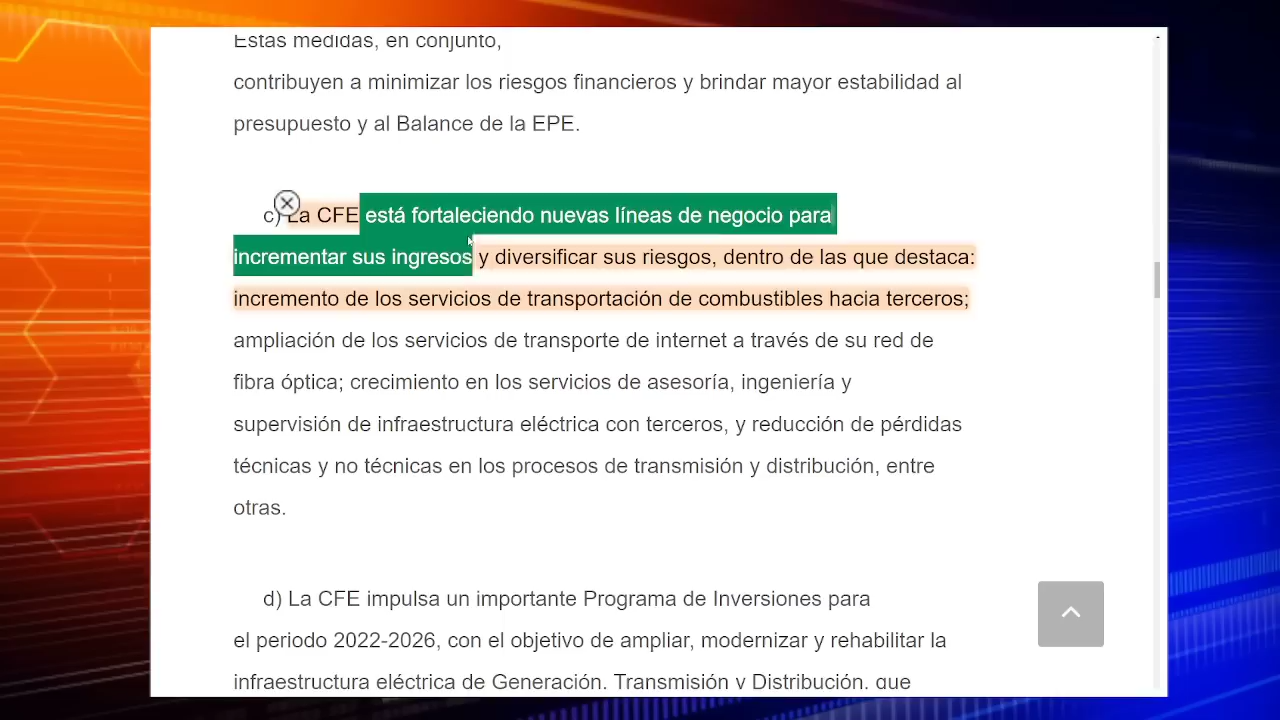 Estas medidas, en conjunto,
contribuyen a minimizar los riesgos financieros y brindar mayor estabilidad al
presupuesto y al Balance de la EPE.
c) La CFE está fortaleciendo nuevas líneas de negocio para
incrementar sus ingresos y diversificar sus riesgos, dentro de las que destaca:
incremento de los servicios de transportación de combustibles hacia terceros;
ampliación de los servicios de transporte de internet a través de su red de
fibra óptica; crecimiento en los servicios de asesoría, ingeniería y
supervisión de infraestructura eléctrica con terceros, y reducción de pérdidas
técnicas y no técnicas en los procesos de transmisión y distribución, entre
otras.
d) La CFE impulsa un importante Programa de Inversiones para
el periodo 2022-2026, con el objetivo de ampliar, modernizar y rehabilitar la
infraestructura eléctrica de Generación, Transmisión y Distribución, que